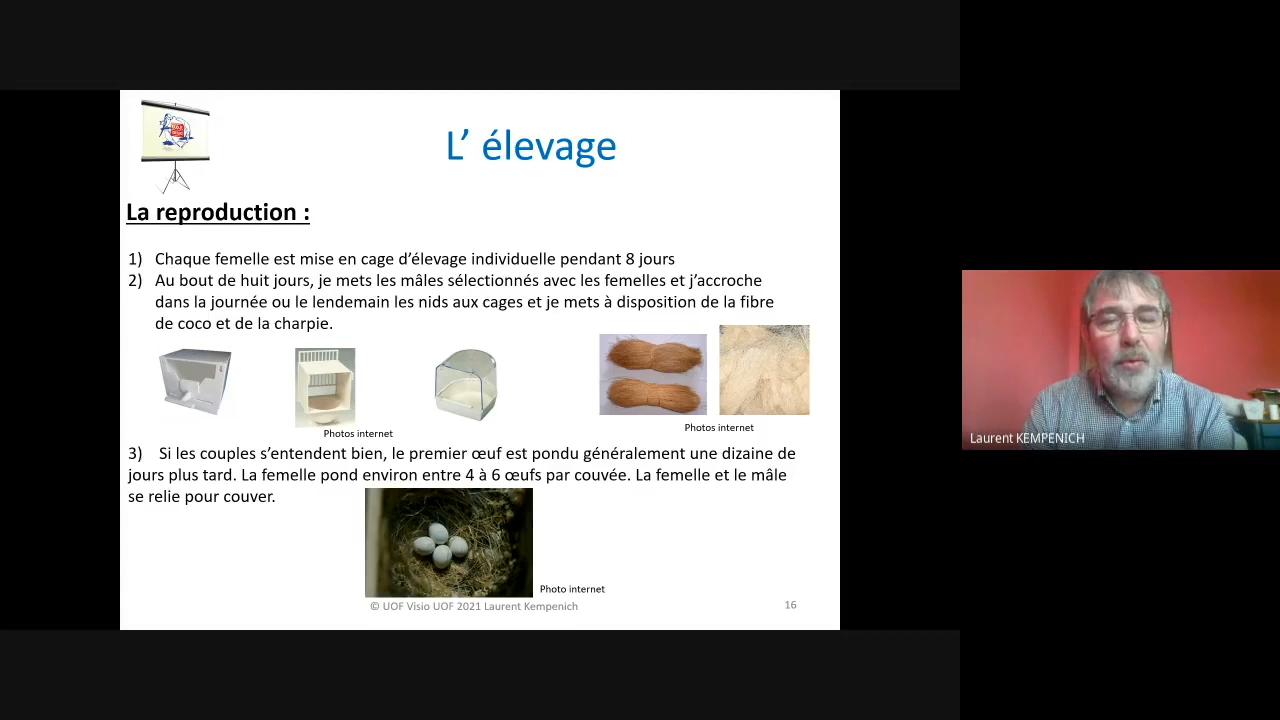 L’ élevage
La reproduction :
1) Chaque femelle est mise en cage d’élevage individuelle pendant 8 jours
2) Au bout de huit jours, je mets les mâles sélectionnés avec les femelles et j’accroche
dans la journée ou le lendemain les nids aux cages et je mets à disposition de la fibre
de coco et de la charpie.
Photos internet
Photos internet
3) Si les couples s’entendent bien, le premier œuf est pondu généralement une dizaine de
jours plus tard. La femelle pond environ entre 4 à 6 œufs par couvée. La femelle et le mâle
se relie pour couver.
Photo internet
© UOF Visio UOF 2021 Laurent Kempenich
16
Laurent KEMPENICH